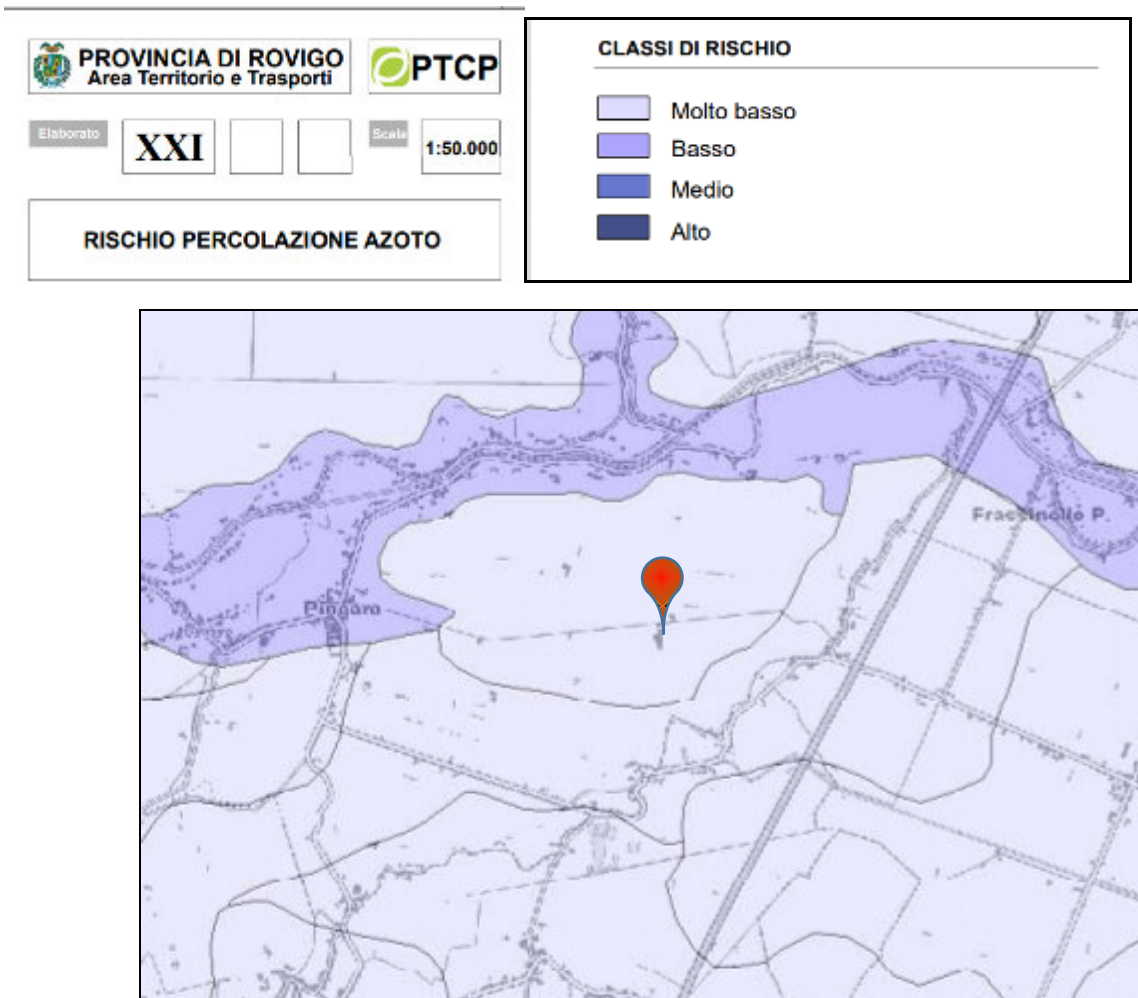 PROVINCIA DI ROVIGO
Area Territorio e Trasporti
PTCP
Elaborato
XXI
Scala
1:50.000
RISCHIO PERCOLAZIONE AZOTO
CLASSI DI RISCHIO
Molto basso
Basso
Medio
Alto
Frassinelle P.
Pincara